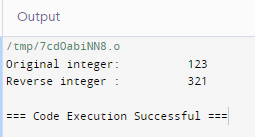 Output
/tmp/7cdOabiNN8.o
Original integer: 123
Reverse integer : 321
=== Code Execution Successful ===